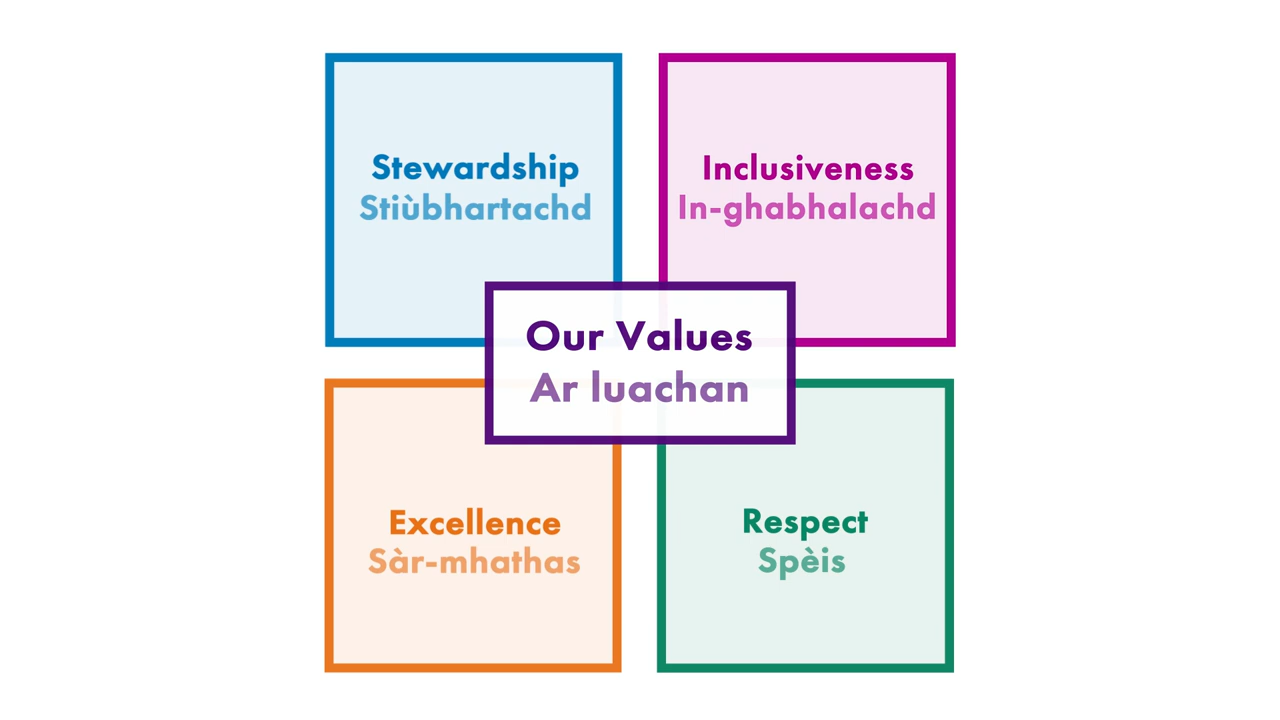 Stewardship
Stiùbhartachd
Inclusiveness
In-ghabhalachd
Our Values
Ar luachan
Excellence
Sàr-mhathas
Respect
Spèis